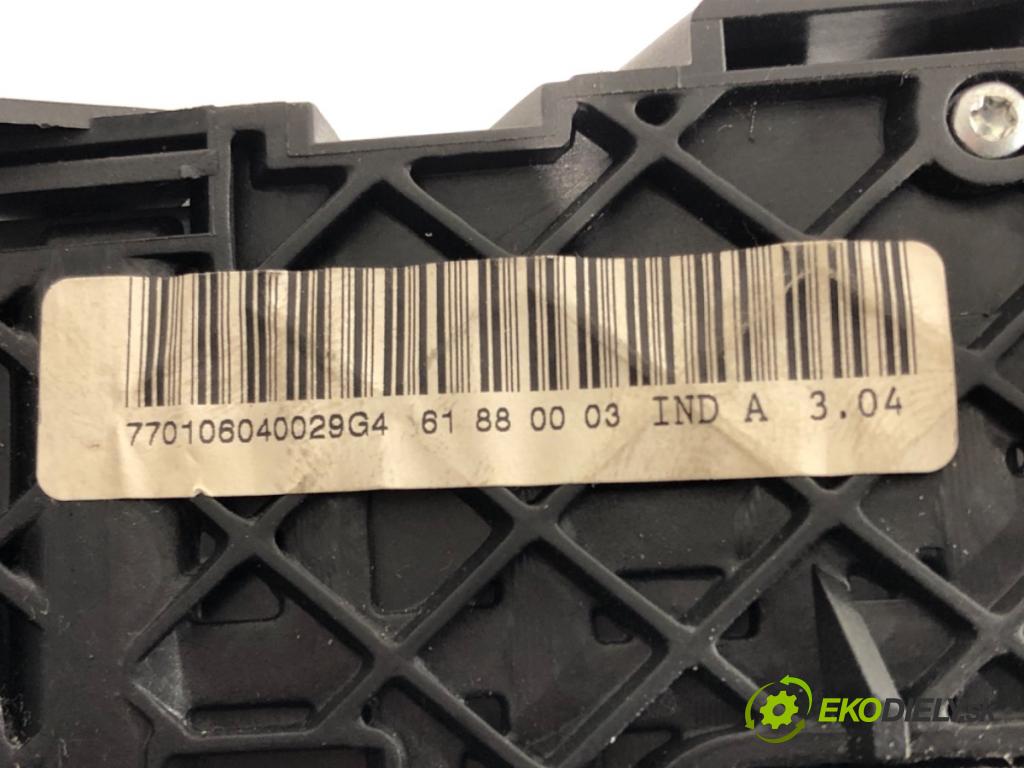 770106040029G4 61 88 00 03 IND A 3.04
EKODIELY.sk